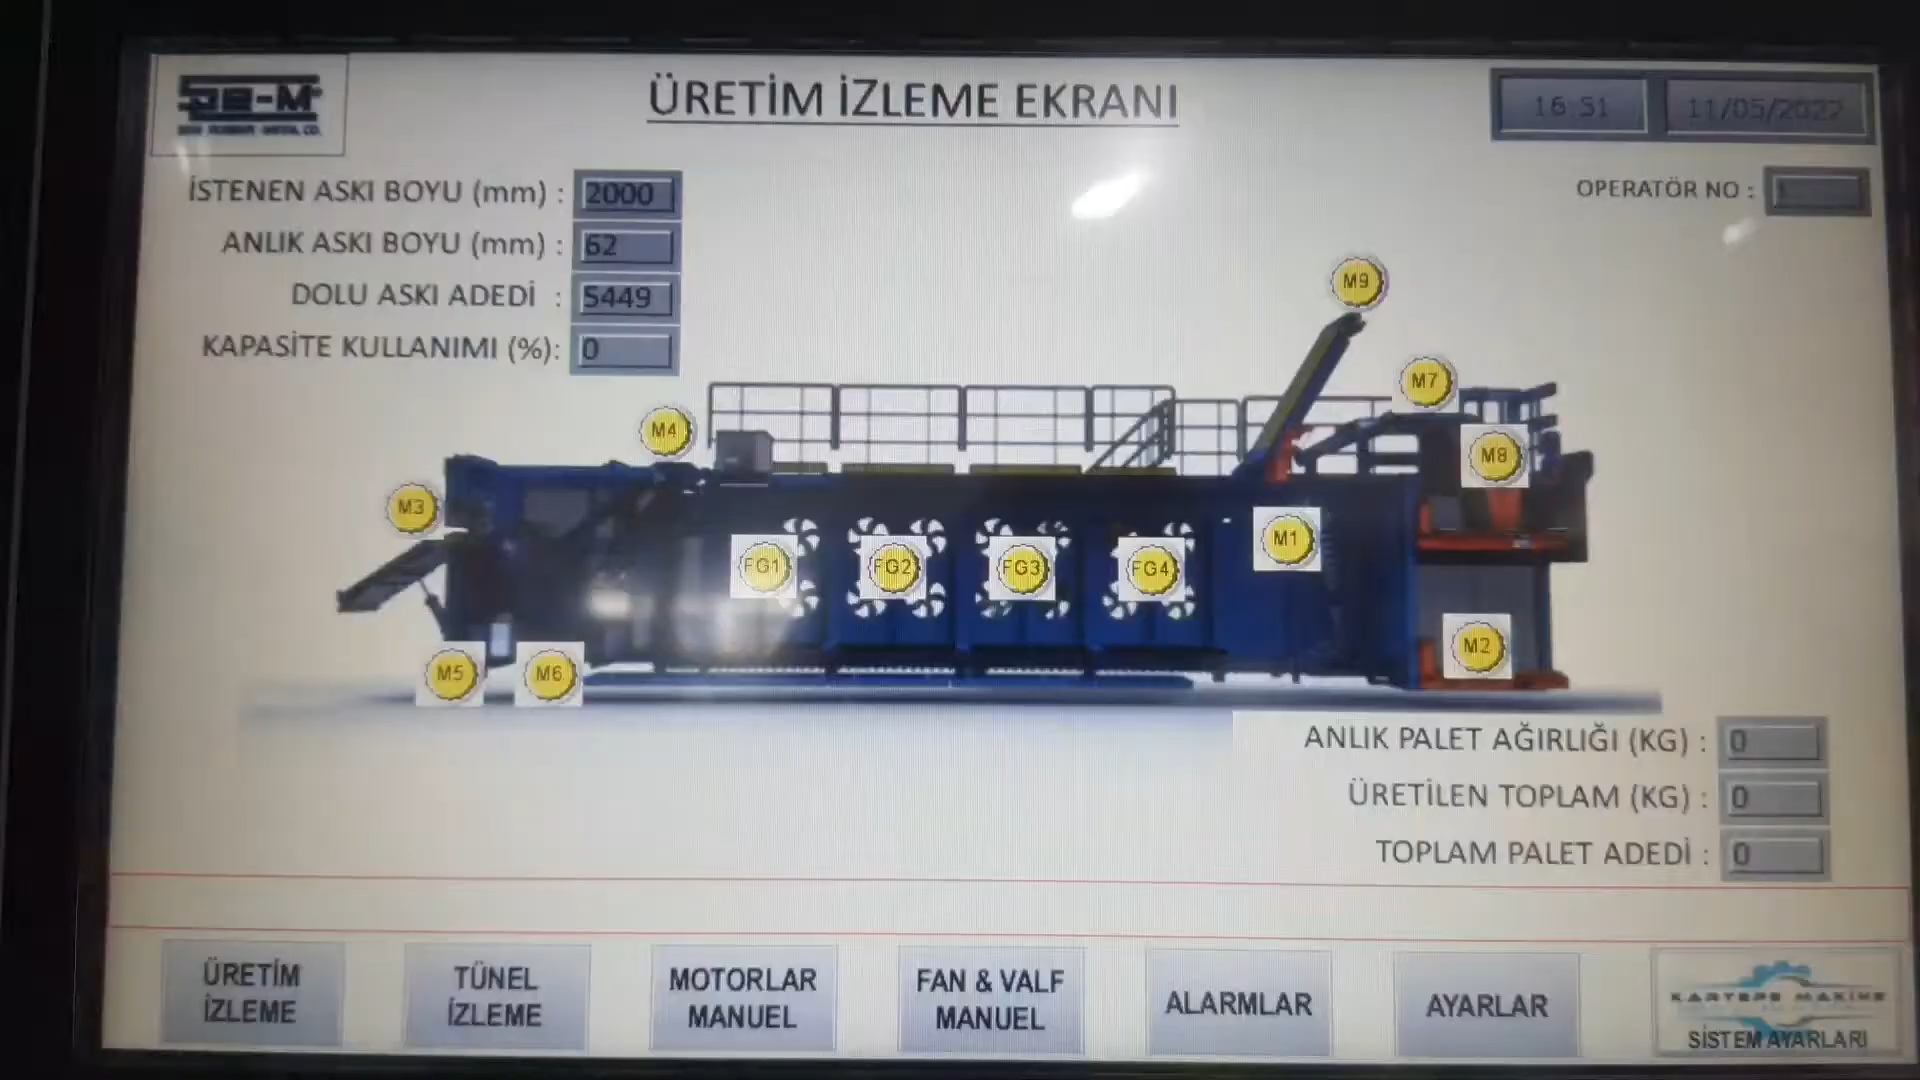 ÜRETİM İZLEME EKRANI
16:51
11/05/2022
İSTENEN ASKI BOYU (mm) : 2000
OPERATÖR NO :
ANLIK ASKI BOYU (mm) : 62
DOLU ASKI ADEDİ : 5449
KAPASİTE KULLANIMI (%): 0
M9
M7
M4
M8
M3
M1
FG1
FG2
FG3
FG4
M2
M5
M6
ANLIK PALET AĞIRLIĞI (KG) : 0
ÜRETİLEN TOPLAM (KG) : 0
TOPLAM PALET ADEDİ : 0
ÜRETİM
İZLEME
TÜNEL
İZLEME
MOTORLAR
MANUEL
FAN & VALF
MANUEL
ALARMLAR
AYARLAR
KARTEPE MAKİNE
SİSTEM AYARLARI